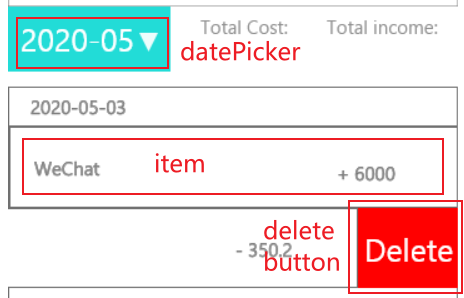 2020-05▼
Total Cost:
Total income:
datePicker
2020-05-03
WeChat
item
+ 6000
delete
button
- 350.2
Delete